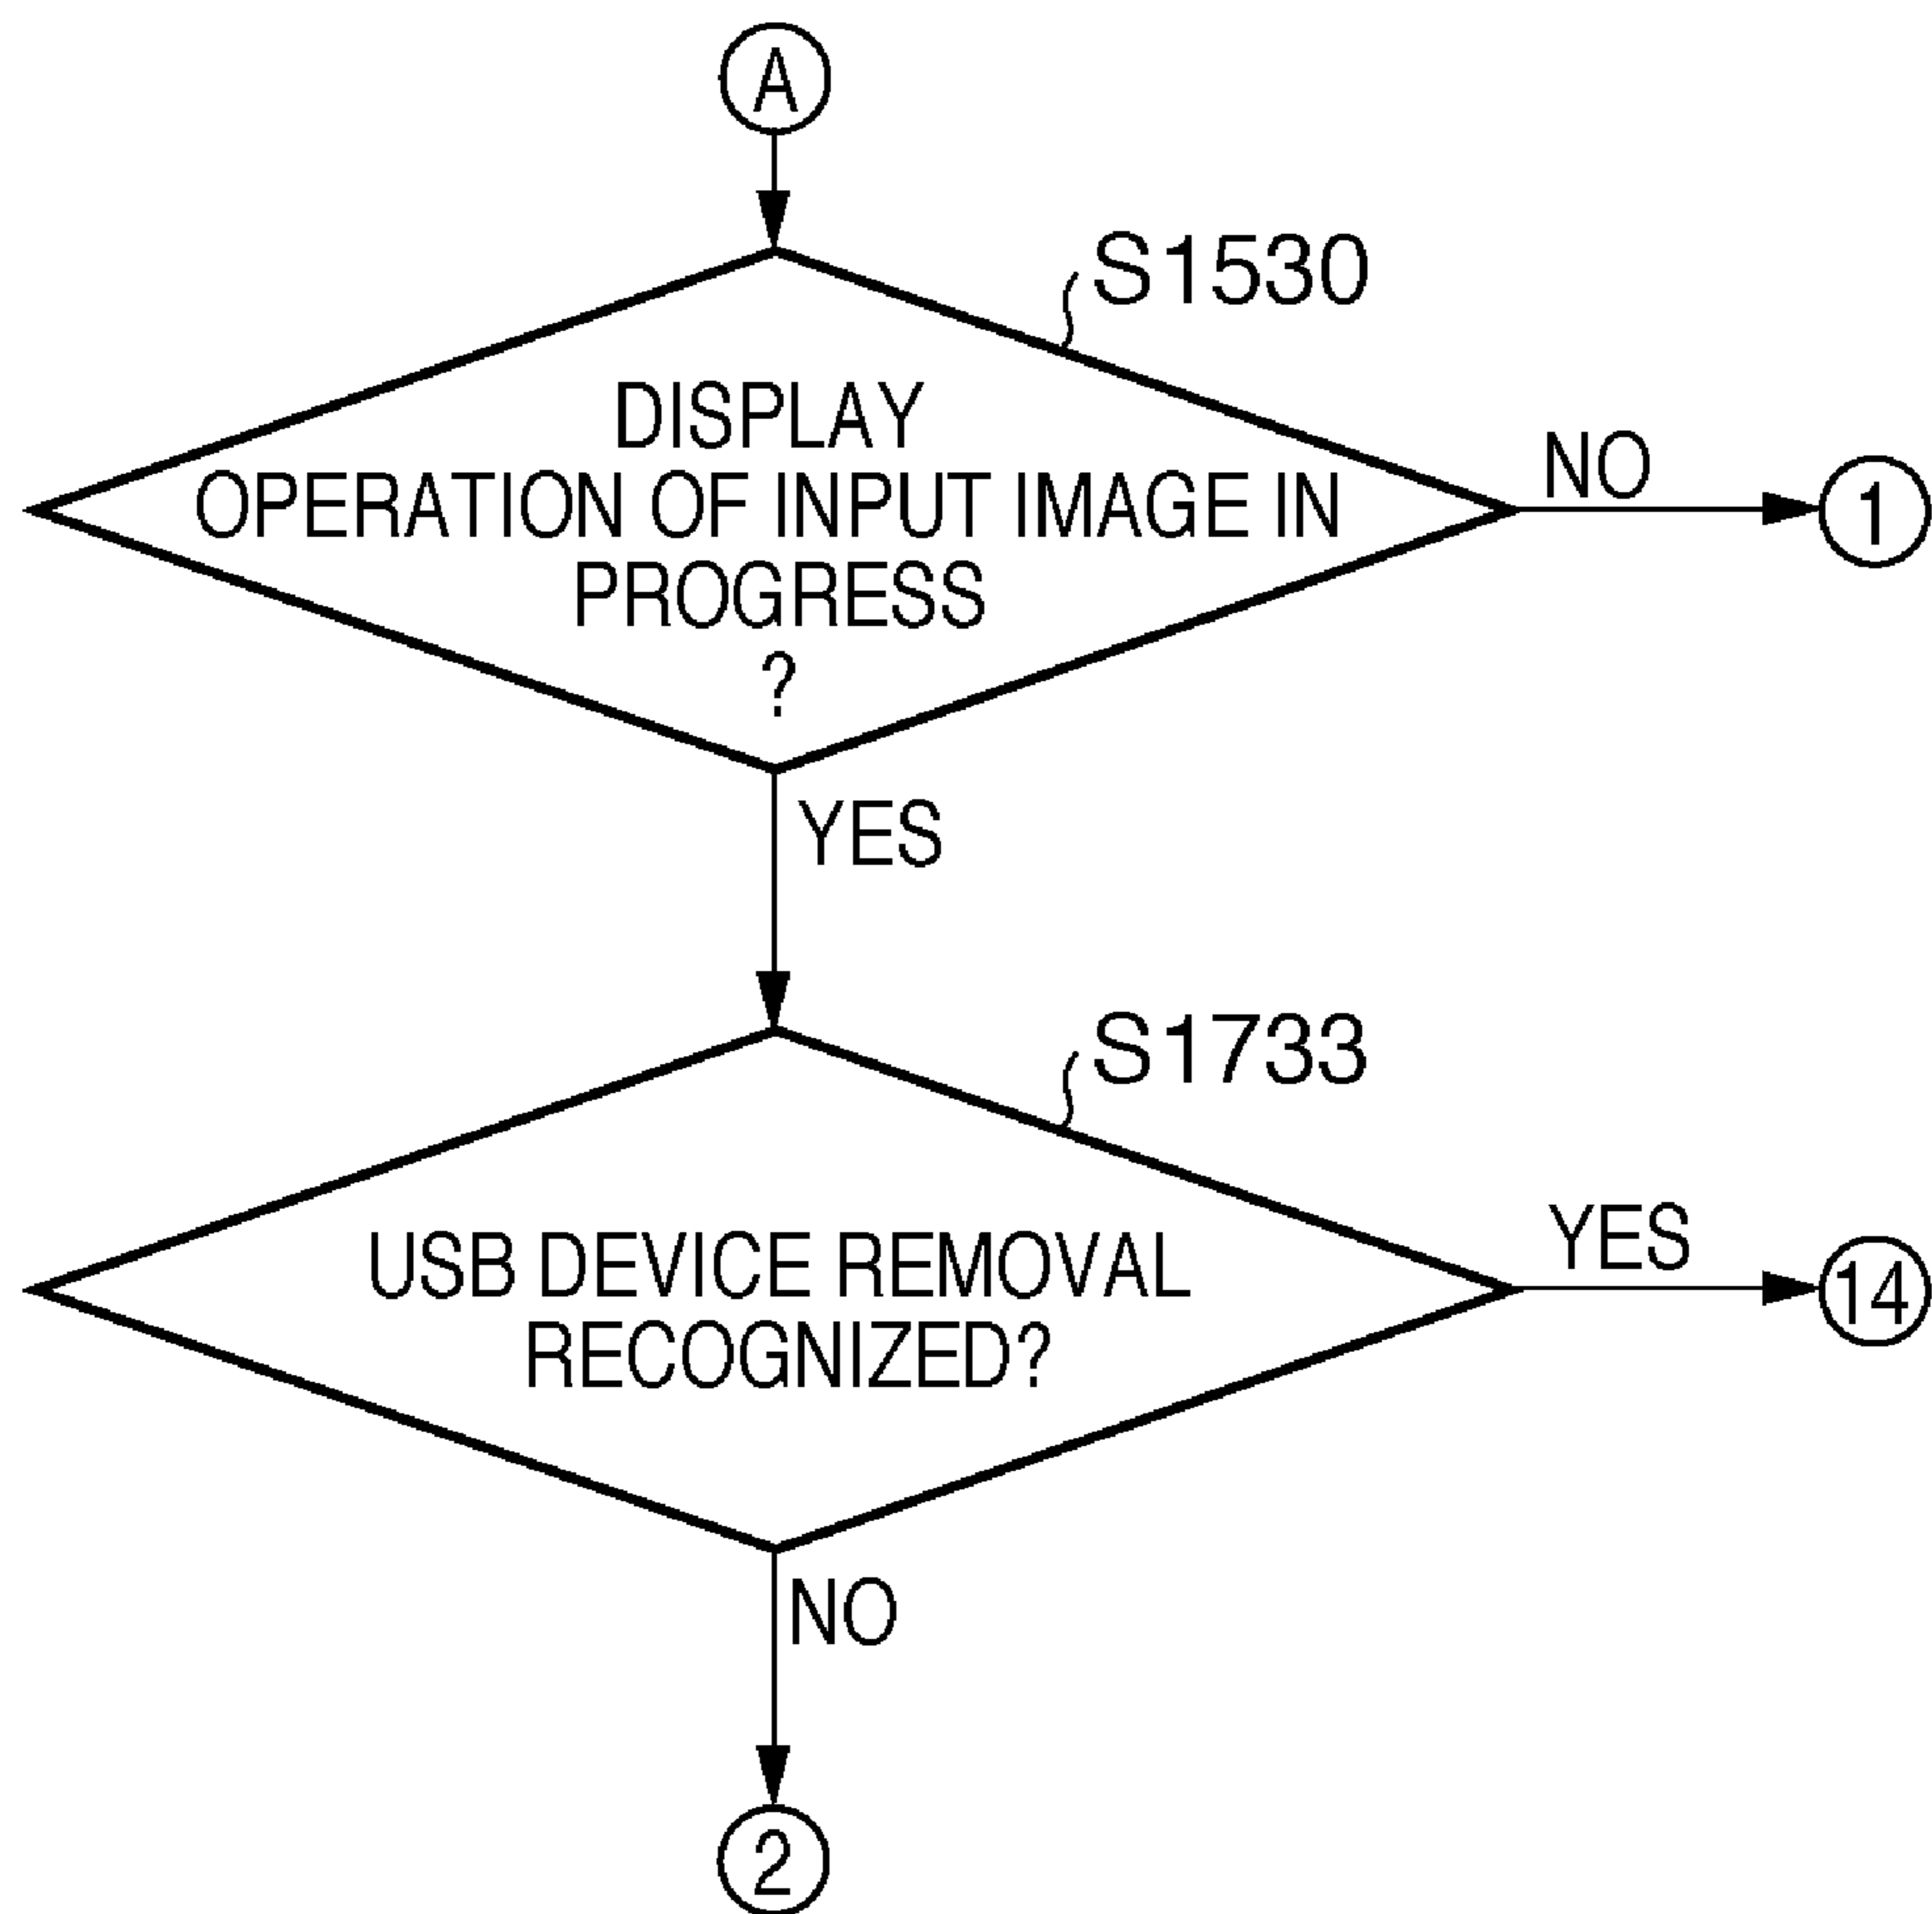 A
S1530
DISPLAY
OPERATION OF INPUT IMAGE IN
PROGRESS
?
NO
1
YES
S1733
USB DEVICE REMOVAL
RECOGNIZED?
YES
14
NO
2